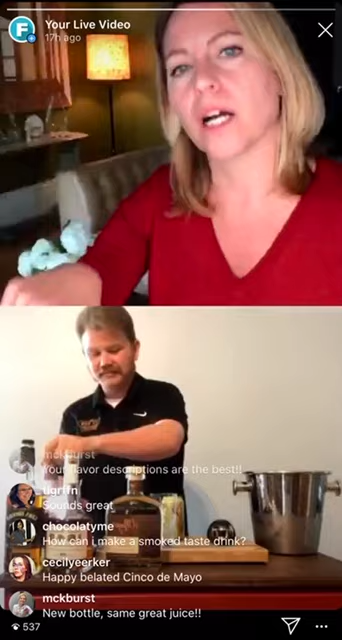 Your Live Video
17h ago
mckburst
Your flavor descriptions are the best!!
Sounds great
chocolatyme
How can i make a smoked taste drink?
cecilyeerker
Happy belated Cinco de Mayo
mckburst
New bottle, same great juice!!
537